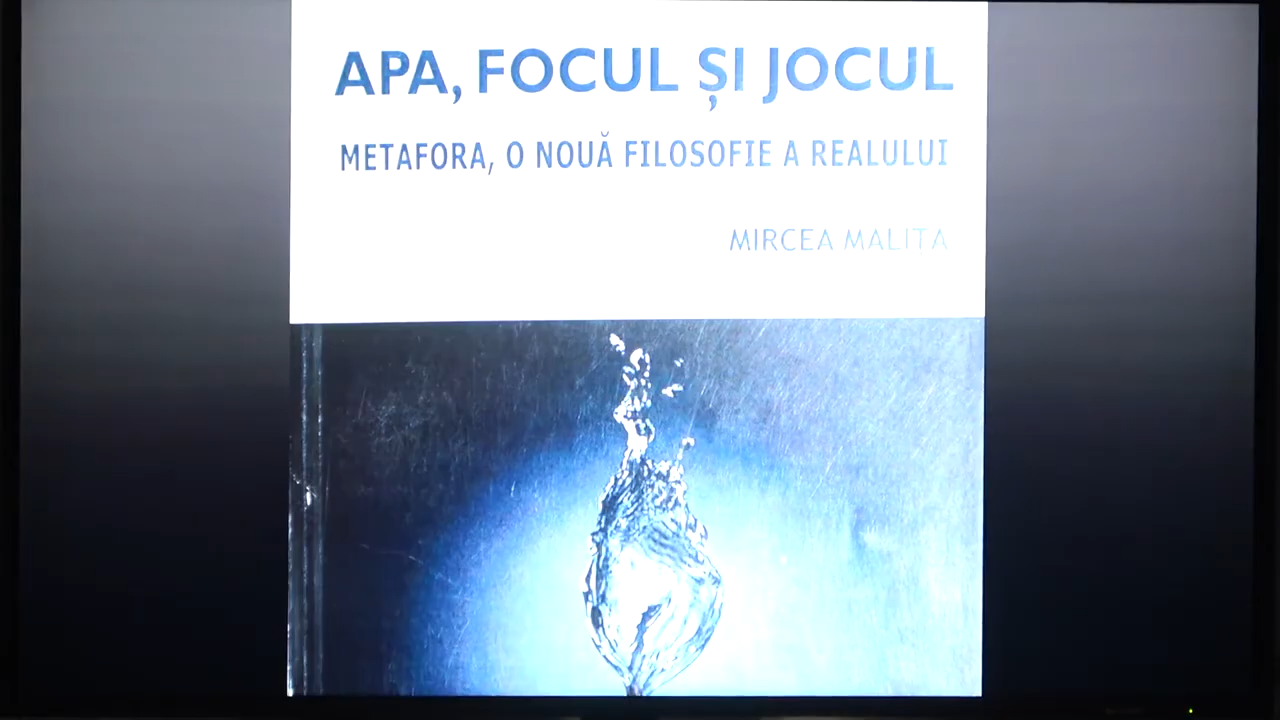 APA, FOCUL ȘI JOCUL
METAFORA, O NOUĂ FILOSOFIE A REALULUI
MIRCEA MALIȚA